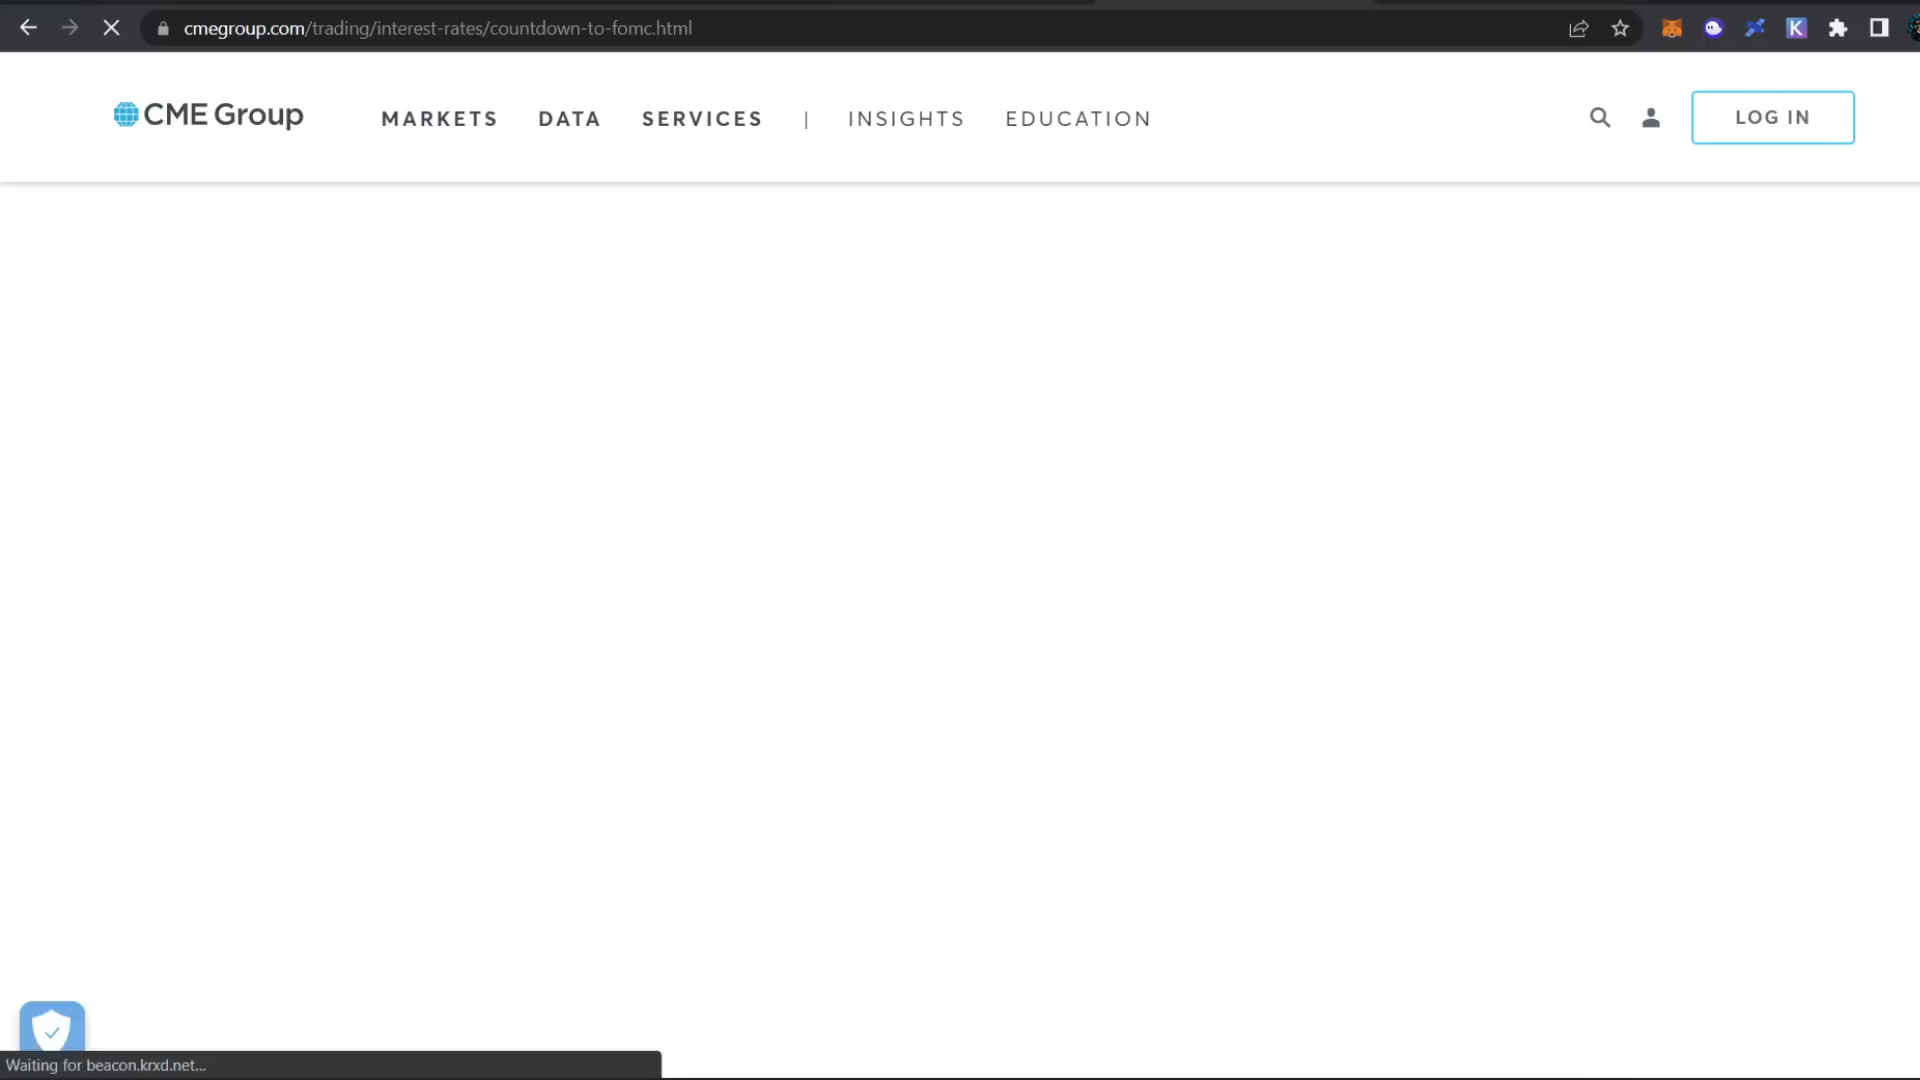 cmegroup.com/trading/interest-rates/countdown-to-fomc.html
K
CME Group MARKETS DATA SERVICES | INSIGHTS EDUCATION LOG IN
Waiting for beacon.krxd.net...